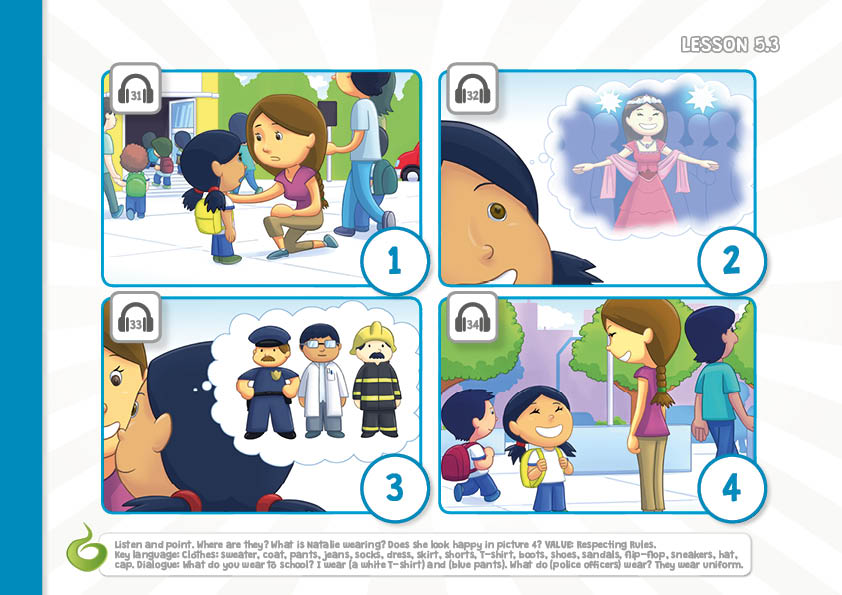 LESSON 5.3
31
32
1
2
33
34
3
4
Listen and point. Where are they? What is Natalie wearing? Does she look happy in picture 4? VALUE: Respecting Rules.
Key language: Clothes: sweater, coat, pants, jeans, socks, dress, skirt, shorts, T-shirt, boots, shoes, sandals, flip-flop, sneakers, hat,
cap. Dialogue: What do you wear to School? I wear (a white T-shirt) and (blue pants). What do (police officers) wear? They wear uniform.